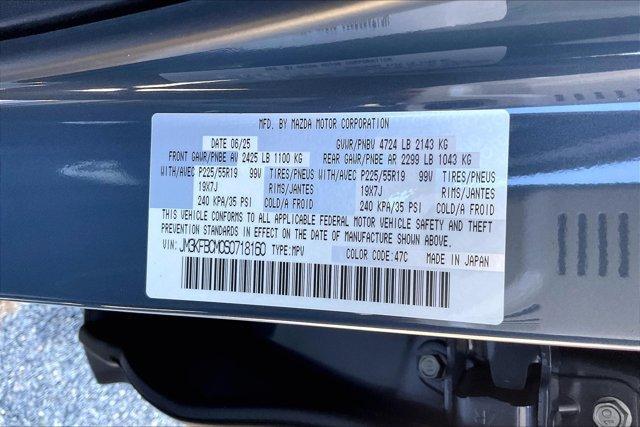 MFD. BY MAZDA MOTOR CORPORATION
DATE 06/25 GVWR/PNBV 4724 LB 2143 KG
FRONT GAWR/PNBE AV 2425 LB 1100 KG REAR GAWR/PNBE AR 2299 LB 1043 KG
WITH/AVEC P225/55R19 99V TIRES/PNEUS WITH/AVEC P225/55R19 99V TIRES/PNEUS
19X7J RIMS/JANTES 19X7J RIMS/JANTES
240 KPA/35 PSI COLD/A FROID 240 KPA/35 PSI COLD/A FROID
THIS VEHICLE CONFORMS TO ALL APPLICABLE FEDERAL MOTOR VEHICLE SAFETY AND THEFT
PREVENTION STANDARDS IN EFFECT ON THE DATE OF MANUFACTURE SHOWN ABOVE.
VIN: JM3KFBCM0S0718160 TYPE:MPV COLOR CODE:47C MADE IN JAPAN
10